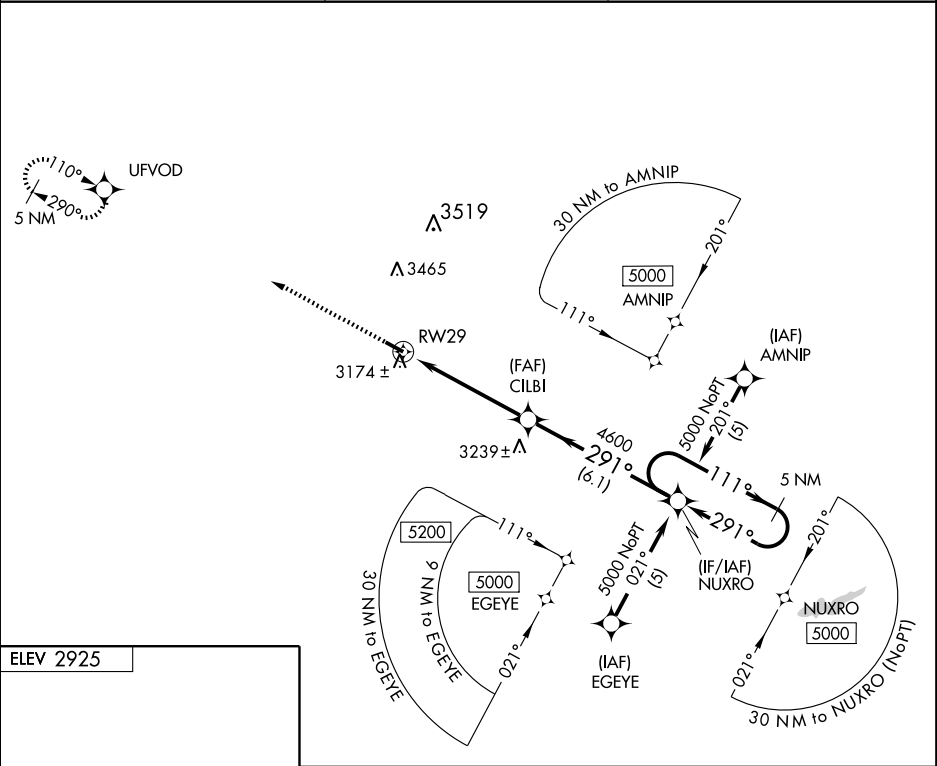 110°
290°
5 NM
UFVOD
3519
3465
RW29
3174 ±
(FAF)
CILBI
3239±
4600
291°
(6.1)
30 NM to AMNIP
201°
5000
AMNIP
111°
(IAF)
AMNIP
5000 NoPT
201°
(5)
111°
5 NM
291°
(IF/IAF)
NUXRO
5000 NoPT
021°
(5)
(IAF)
EGEYE
5200
111°
5000
EGEYE
9 NM to EGEYE
30 NM to EGEYE
021°
201°
NUXRO
5000
021°
30 NM to NUXRO (NoPT)
ELEV 2925